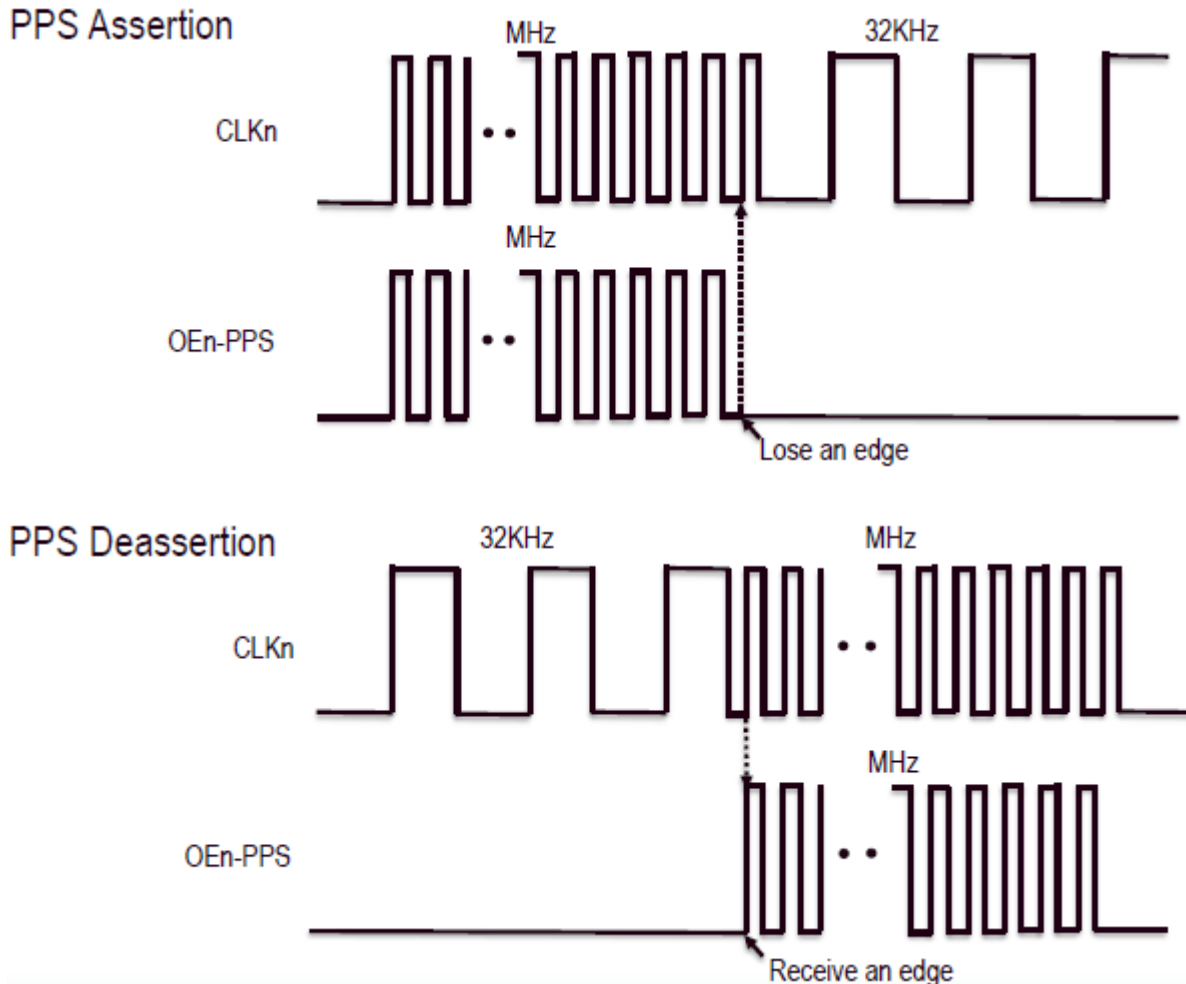 PPS Assertion
MHz
32KHz
CLKn
MHz
OEn-PPS
Lose an edge
PPS Deassertion
32KHz
MHz
CLKn
MHz
OEn-PPS
Receive an edge